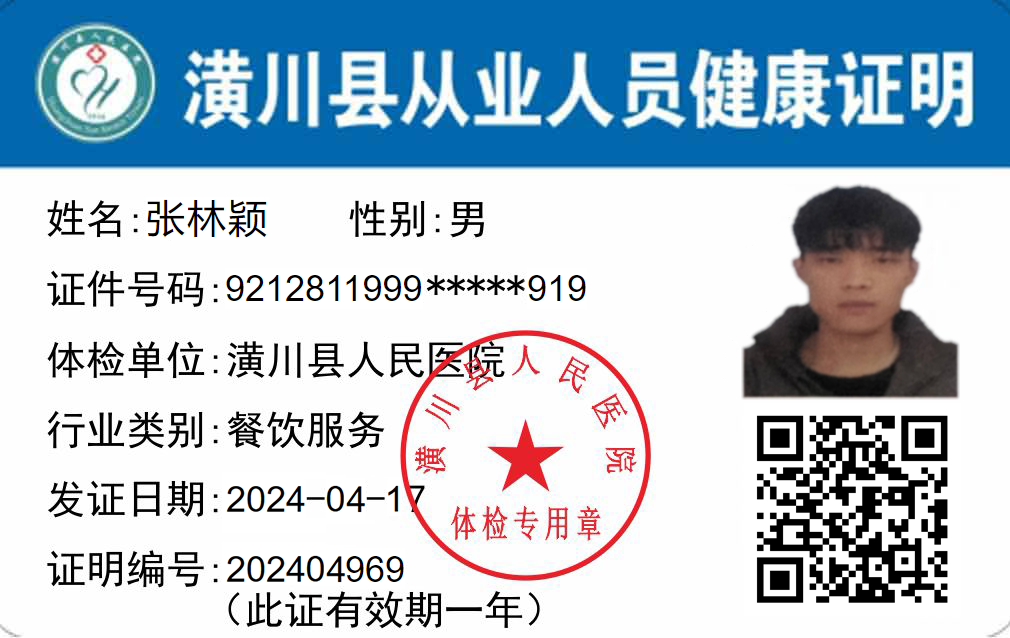 潢川县从业人员健康证明
姓名:张林颖 性别:男
证件号码:9212811999*****919
体检单位:潢川县人民医院
行业类别:餐饮服务
发证日期:2024-04-17
证明编号:202404969
（此证有效期一年）
潢川县人民医院
体检专用章